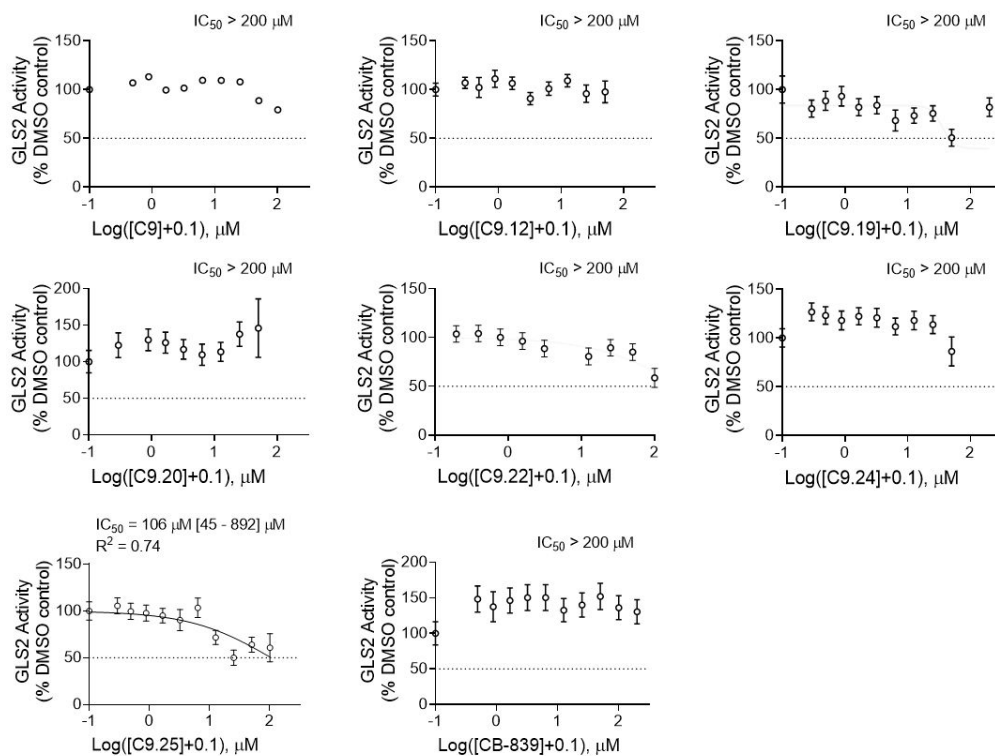 IC50 > 200 μM
GLS2 Activity
(% DMSO control)
150
100
50
0
-1 0 1 2
Log([C9]+0.1), μM
IC50 > 200 μM
GLS2 Activity
(% DMSO control)
150
100
50
0
-1 0 1 2
Log([C9.12]+0.1), μM
IC50 > 200 μM
GLS2 Activity
(% DMSO control)
150
100
50
0
-1 0 1 2
Log([C9.19]+0.1), μM
IC50 > 200 μM
GLS2 Activity
(% DMSO control)
200
150
100
50
0
-1 0 1 2
Log([C9.20]+0.1), μM
IC50 > 200 μM
GLS2 Activity
(% DMSO control)
150
100
50
0
-1 0 1 2
Log([C9.22]+0.1), μM
IC50 > 200 μM
GLS2 Activity
(% DMSO control)
150
100
50
0
-1 0 1 2
Log([C9.24]+0.1), μM
IC50 = 106 μM [45 - 892] μM
R2 = 0.74
GLS2 Activity
(% DMSO control)
150
100
50
0
-1 0 1 2
Log([C9.25]+0.1), μM
IC50 > 200 μM
GLS2 Activity
(% DMSO control)
200
150
100
50
0
-1 0 1 2
Log([CB-839]+0.1), μM